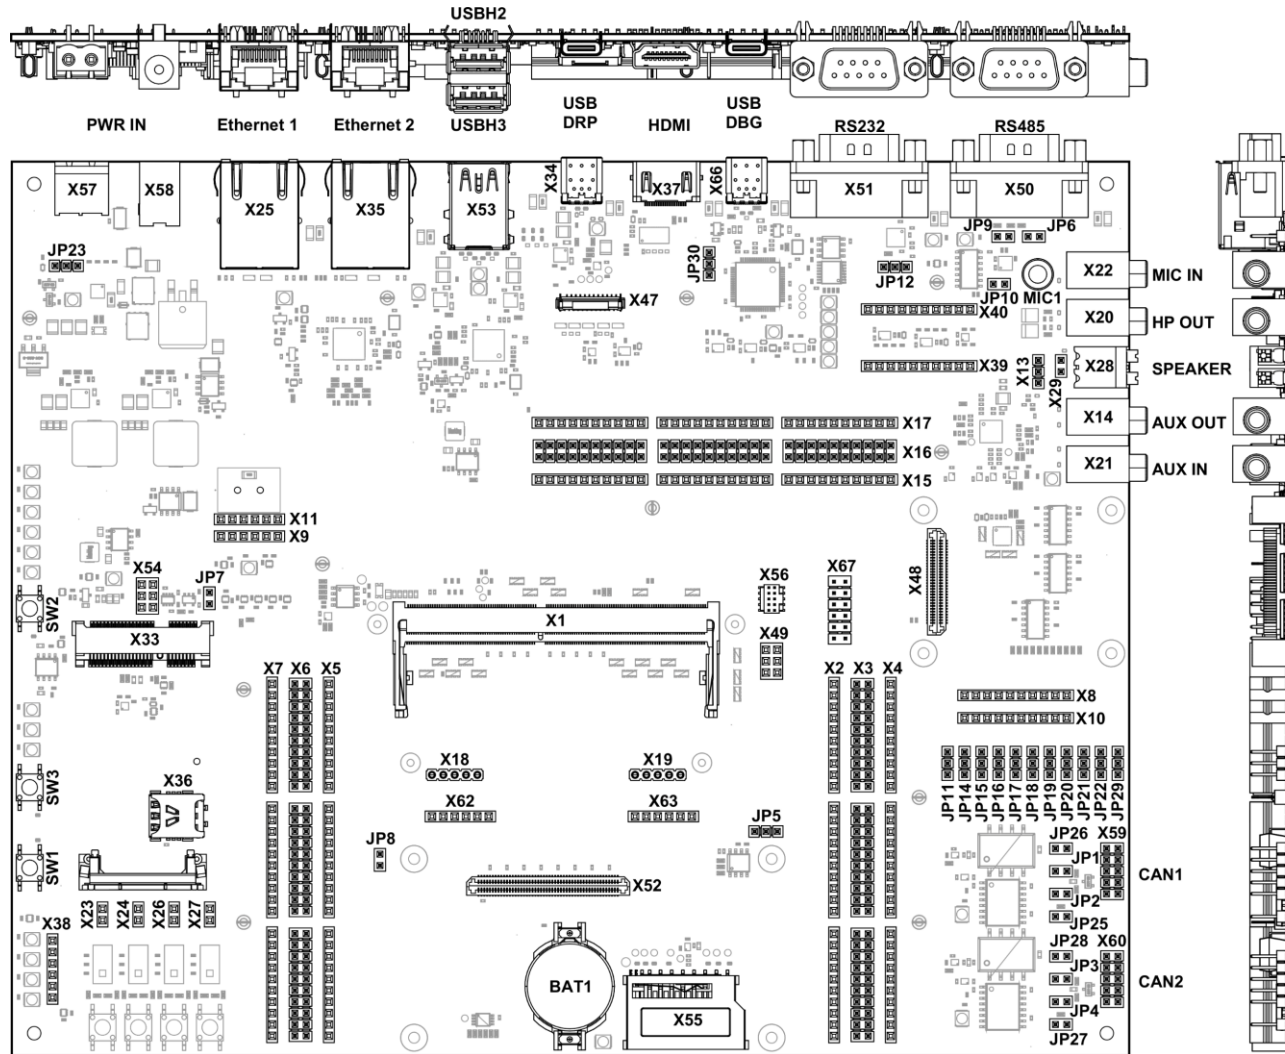 USBH2
PWR IN
Ethernet 1
Ethernet 2
USBH3
USB
DRP
HDMI
USB
DBG
RS232
RS485
X57
X58
X25
X35
X53
X34
X37
X66
X51
X50
JP23
JP30
JP12
JP9
JP6
X22
MIC IN
X47
JP10
MIC1
X40
X20
HP OUT
X39
X13
X29
X28
SPEAKER
X17
X14
AUX OUT
X16
X15
X21
AUX IN
X11
X9
X54
JP7
SW2
X33
X1
X56
X67
X48
X49
X7
X6
X5
X2
X3
X4
X8
X10
X18
X19
SW3
X36
X62
X63
JP5
JP11
JP14
JP15
JP16
JP17
JP18
JP19
JP20
JP21
JP22
JP29
JP8
SW1
X52
JP26
X59
JP1
CAN1
JP2
JP25
X23
X24
X26
X27
X38
JP28
X60
JP3
CAN2
JP4
JP27
BAT1
X55